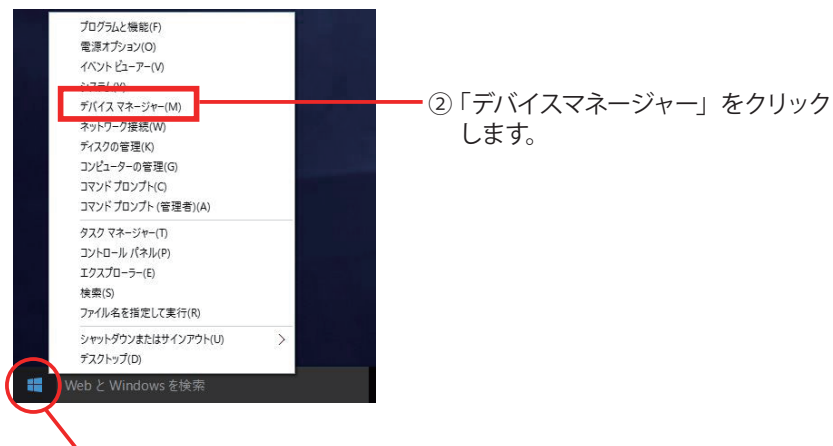 プログラムと機能(F)
電源オプション(O)
イベント ビューアー(V)
システム(Y)
デバイス マネージャー(M)
ネットワーク接続(W)
ディスクの管理(K)
コンピューターの管理(G)
コマンド プロンプト(C)
コマンド プロンプト (管理者)(A)
タスク マネージャー(T)
コントロール パネル(P)
エクスプローラー(E)
検索(S)
ファイル名を指定して実行(R)
シャットダウンまたはサインアウト(U)
デスクトップ(D)
Web と Windows を検索
②「デバイスマネージャー」をクリック
します。